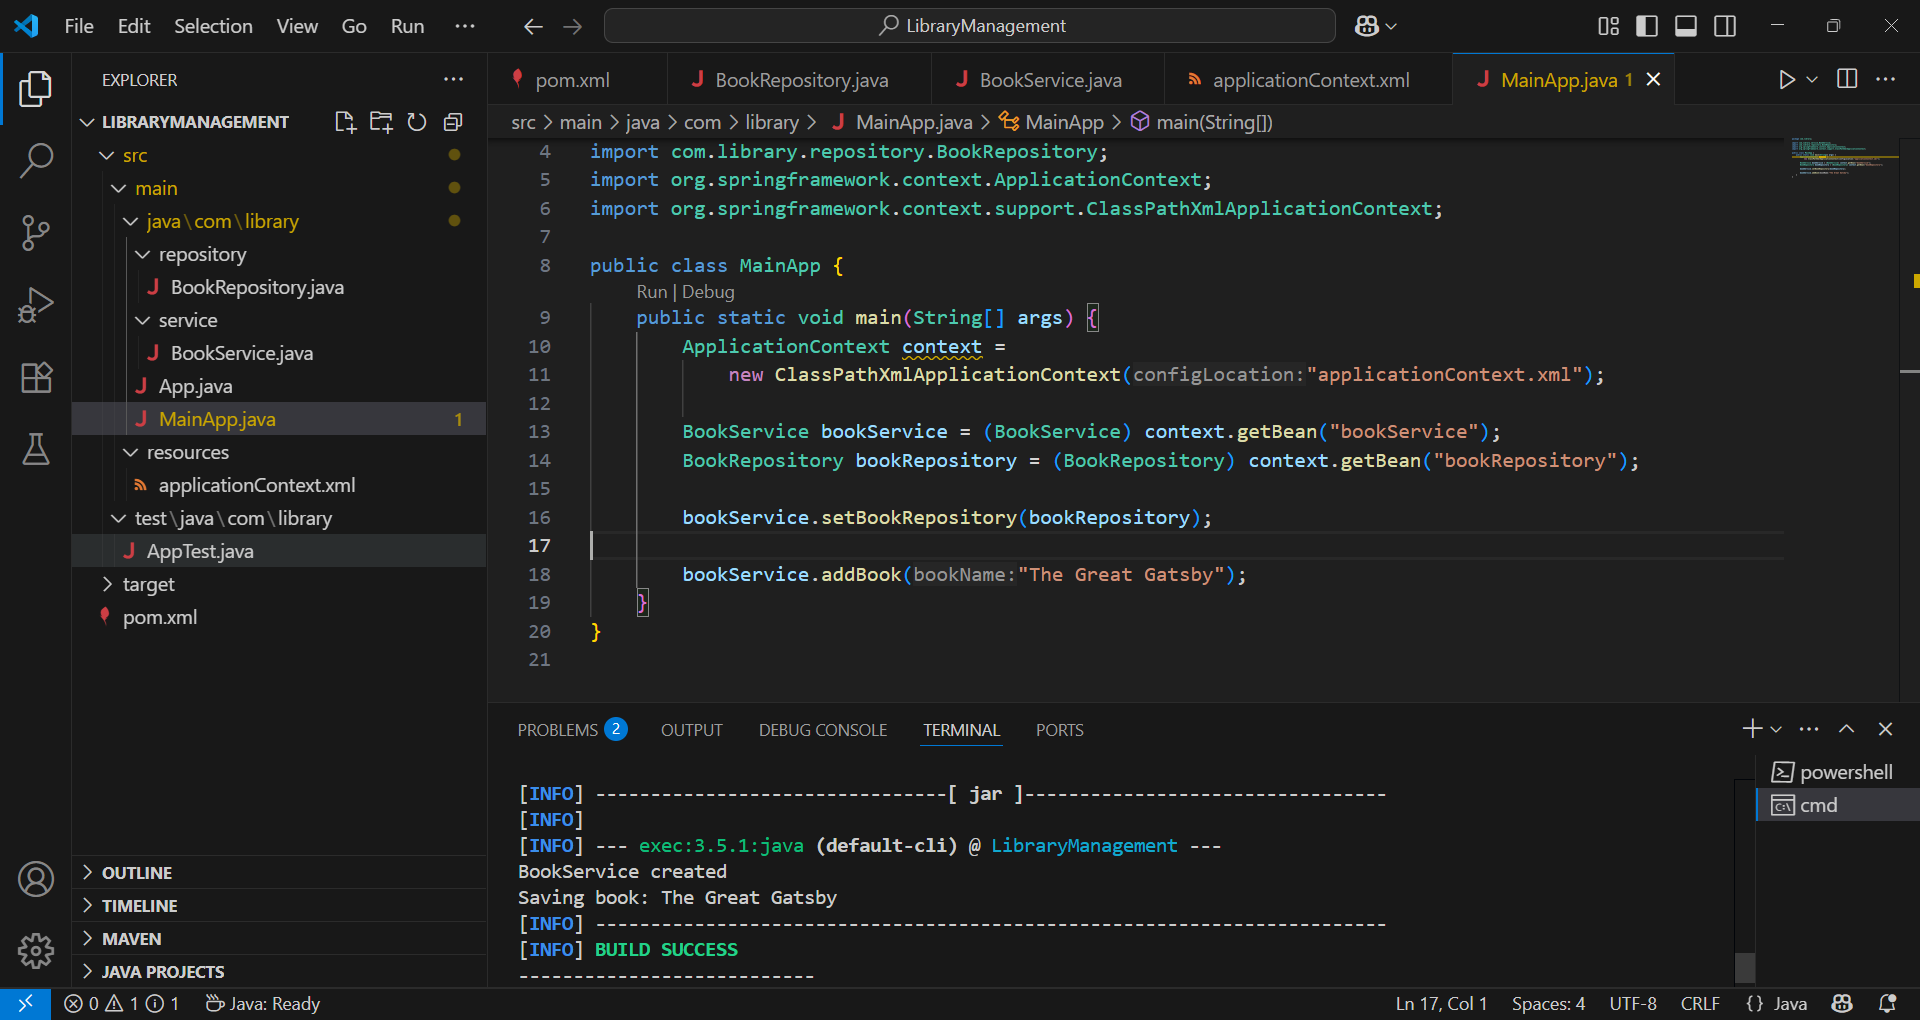 File Edit Selection View Go Run ··· LibraryManagement
EXPLORER ···
LIBRARYMANAGEMENT
src
main
java\com\library
repository
BookRepository.java
service
BookService.java
App.java
MainApp.java 1
resources
applicationContext.xml
test\java\com\library
AppTest.java
target
pom.xml
OUTLINE
TIMELINE
MAVEN
JAVA PROJECTS
pom.xml BookRepository.java BookService.java applicationContext.xml MainApp.java 1
src > main > java > com > library > MainApp.java > MainApp > main(String[])
4 import com.library.repository.BookRepository;
5 import org.springframework.context.ApplicationContext;
6 import org.springframework.context.support.ClassPathXmlApplicationContext;
7
8 public class MainApp {
Run | Debug
9 public static void main(String[] args) {
10 ApplicationContext context =
11 new ClassPathXmlApplicationContext(configLocation:"applicationContext.xml");
12
13 BookService bookService = (BookService) context.getBean("bookService");
14 BookRepository bookRepository = (BookRepository) context.getBean("bookRepository");
15
16 bookService.setBookRepository(bookRepository);
17
18 bookService.addBook(bookName:"The Great Gatsby");
19 }
20 }
21
PROBLEMS 2 OUTPUT DEBUG CONSOLE TERMINAL PORTS
[INFO] --------------------------------[ jar ]---------------------------------
[INFO]
[INFO] --- exec:3.5.1:java (default-cli) @ LibraryManagement ---
BookService created
Saving book: The Great Gatsby
[INFO] ------------------------------------------------------------------------
[INFO] BUILD SUCCESS
---------------------------
powershell
cmd
0 1 1 Java: Ready Ln 17, Col 1 Spaces: 4 UTF-8 CRLF {} Java